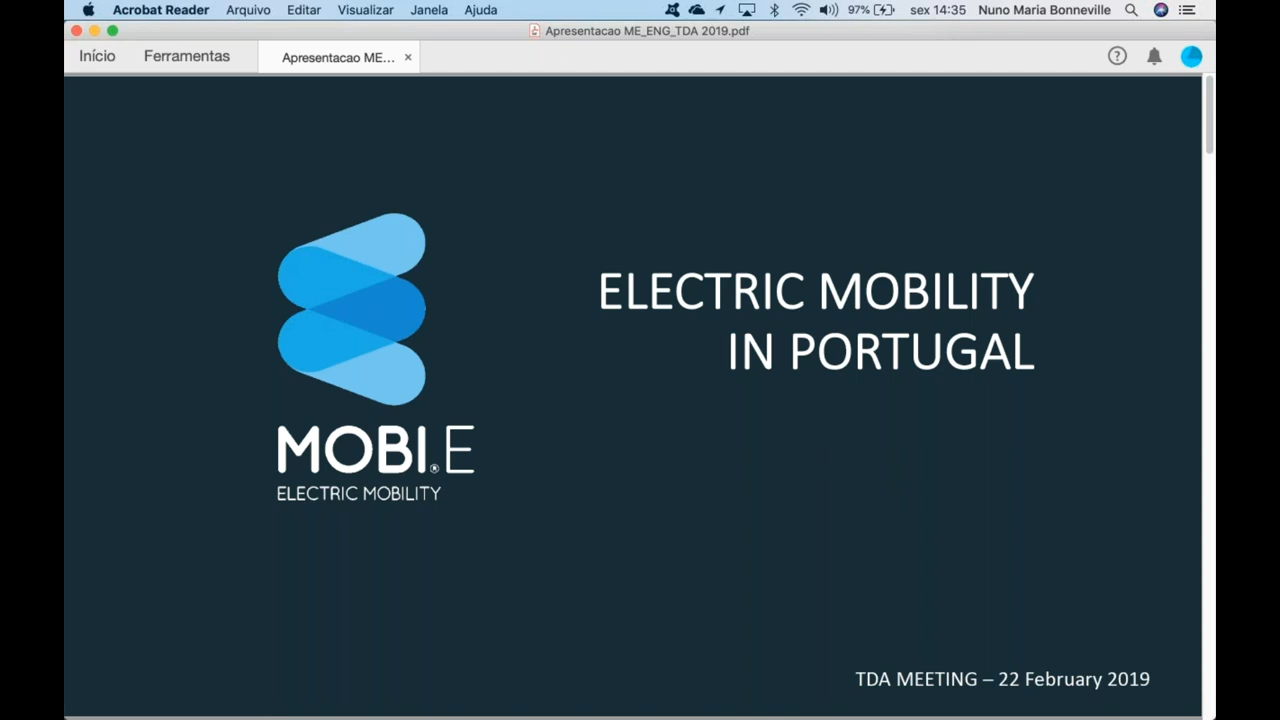 Acrobat Reader Arquivo Editar Visualizar Janela Ajuda 97% sex 14:35 Nuno Maria Bonneville
Apresentacao ME_ENG_TDA 2019.pdf
Início Ferramentas Apresentacao ME... ×
ELECTRIC MOBILITY
IN PORTUGAL
MOBI.E
ELECTRIC MOBILITY
TDA MEETING – 22 February 2019